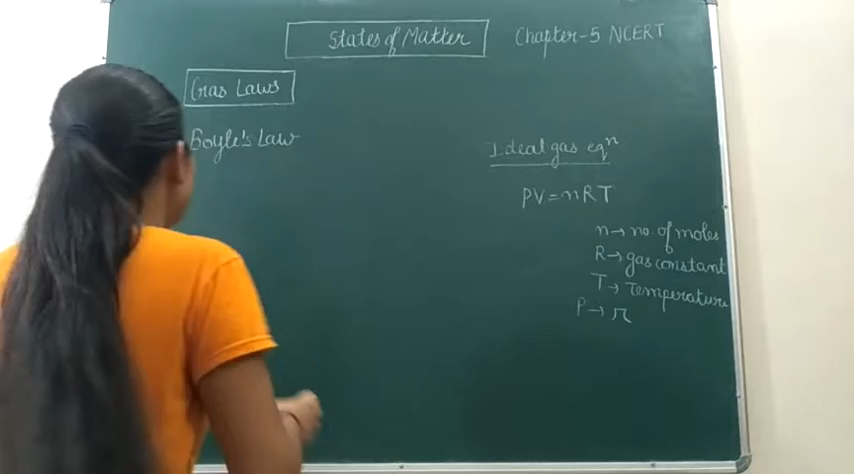 States of Matter Chapter-5 NCERT
Gas Laws
Boyle's Law
Ideal gas eqⁿ
PV=nRT
n→no. of moles
R→gas constant
T→Temperature
P→